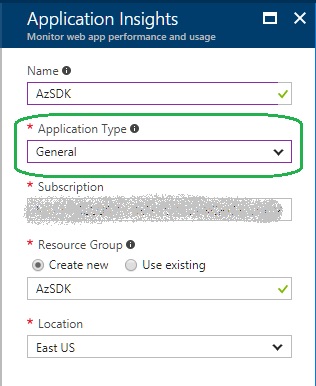 Application Insights
Monitor web app performance and usage
Name
AzSDK
* Application Type
General
* Subscription
* Resource Group
Create new Use existing
AzSDK
* Location
East US